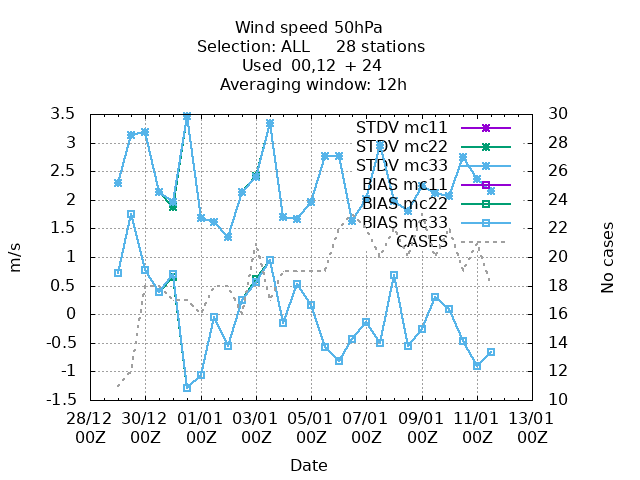 Wind speed 50hPa
Selection: ALL 28 stations
Used 00,12 + 24
Averaging window: 12h
3.5
3
2.5
2
1.5
1
0.5
0
-0.5
-1
-1.5
m/s
30
28
26
24
22
20
18
16
14
12
10
No cases
STDV mc11
STDV mc22
STDV mc33
BIAS mc11
BIAS mc22
BIAS mc33
CASES
28/12 30/12 01/01 03/01 05/01 07/01 09/01 11/01 13/01
00Z 00Z 00Z 00Z 00Z 00Z 00Z 00Z 00Z
Date